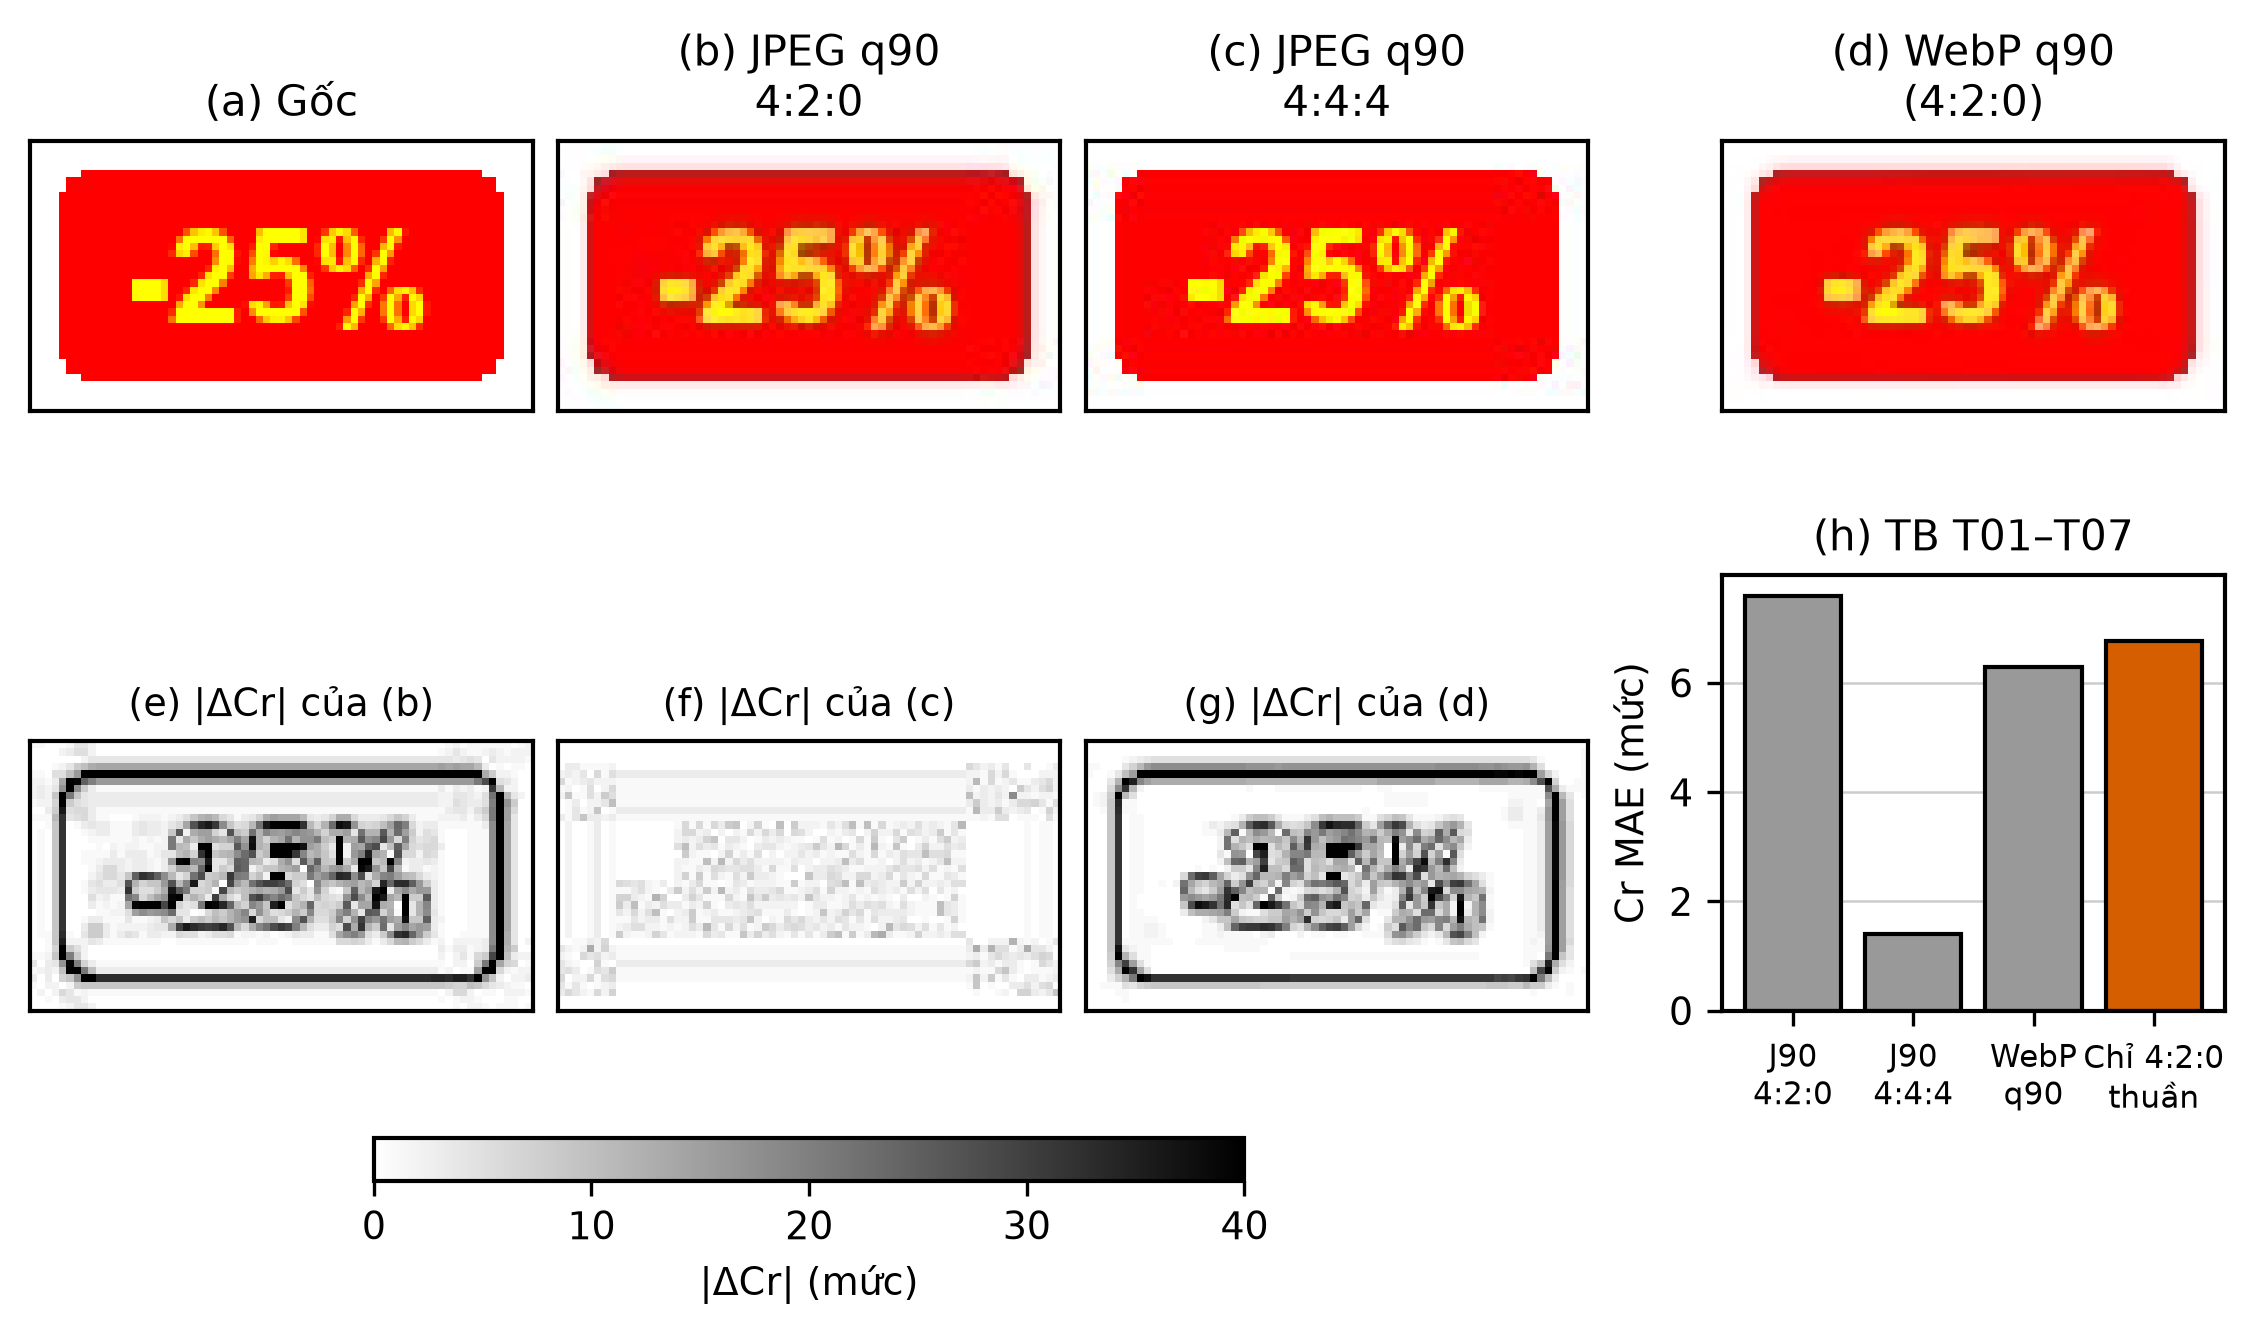 (a) Gốc
(b) JPEG q90
4:2:0
(c) JPEG q90
4:4:4
(d) WebP q90
(4:2:0)
-25%
-25%
-25%
-25%
(e) |ΔCr| của (b)
(f) |ΔCr| của (c)
(g) |ΔCr| của (d)
(h) TB T01–T07
Cr MAE (mức)
6
4
2
0
J90
4:2:0
J90
4:4:4
WebP
q90
Chỉ 4:2:0
thuần
-25%
-25%
0 10 20 30 40
|ΔCr| (mức)